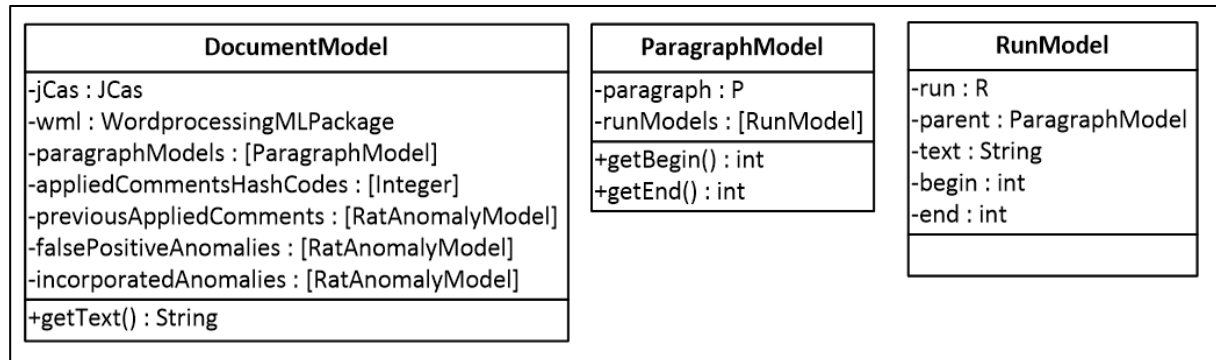 DocumentModel
-jCas : JCas
-wml : WordprocessingMLPackage
-paragraphModels : [ParagraphModel]
-appliedCommentsHashCodes : [Integer]
-previousAppliedComments : [RatAnomalyModel]
-falsePositiveAnomalies : [RatAnomalyModel]
-incorporatedAnomalies : [RatAnomalyModel]
+getText() : String
ParagraphModel
-paragraph : P
-runModels : [RunModel]
+getBegin() : int
+getEnd() : int
RunModel
-run : R
-parent : ParagraphModel
-text : String
-begin : int
-end : int